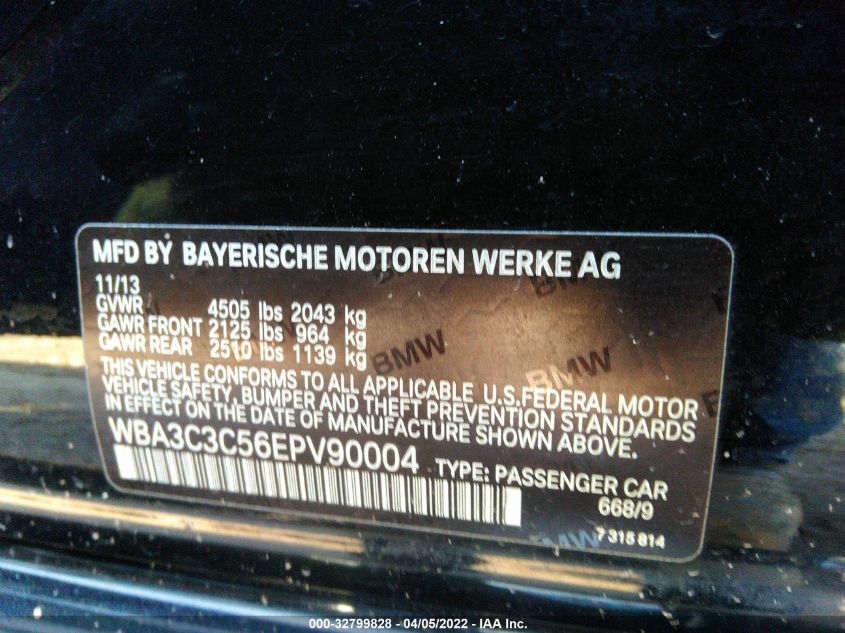 MFD BY BAYERISCHE MOTOREN WERKE AG
11/13
GVWR 4505 lbs 2043 kg
GAWR FRONT 2125 lbs 964 kg
GAWR REAR 2510 lbs 1139 kg
THIS VEHICLE CONFORMS TO ALL APPLICABLE U.S.FEDERAL MOTOR
VEHICLE SAFETY, BUMPER AND THEFT PREVENTION STANDARDS
IN EFFECT ON THE DATE OF MANUFACTURE SHOWN ABOVE.
WBA3C3C56EPV90004 TYPE: PASSENGER CAR
668/9
7 315 814
BMW
BMW
000-32799828 - 04/05/2022 - IAA Inc.